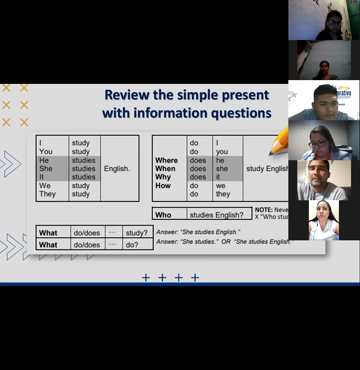 Review the simple present
with information questions
I study
You study
He studies
She studies English.
It studies
We study
They study
do I
do you
Where does he
When does she study English
Why does it
How do we
do they
Who studies English?
NOTE: Neve
X "Who stud
What do/does ... study? Answer: "She studies English."
What do/does ... do? Answer: "She studies." OR "She studies English.